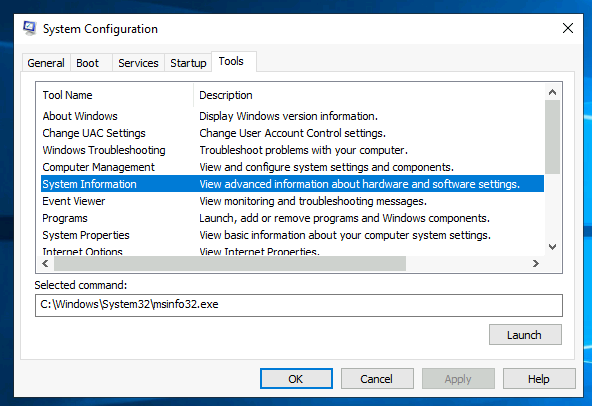 System Configuration
General Boot Services Startup Tools
Tool Name Description
About Windows Display Windows version information.
Change UAC Settings Change User Account Control settings.
Windows Troubleshooting Troubleshoot problems with your computer.
Computer Management View and configure system settings and components.
System Information View advanced information about hardware and software settings.
Event Viewer View monitoring and troubleshooting messages.
Programs Launch, add or remove programs and Windows components.
System Properties View basic information about your computer system settings.
Internet Options View Internet Properties.
Selected command:
C:\Windows\System32\msinfo32.exe
Launch
OK Cancel Apply Help